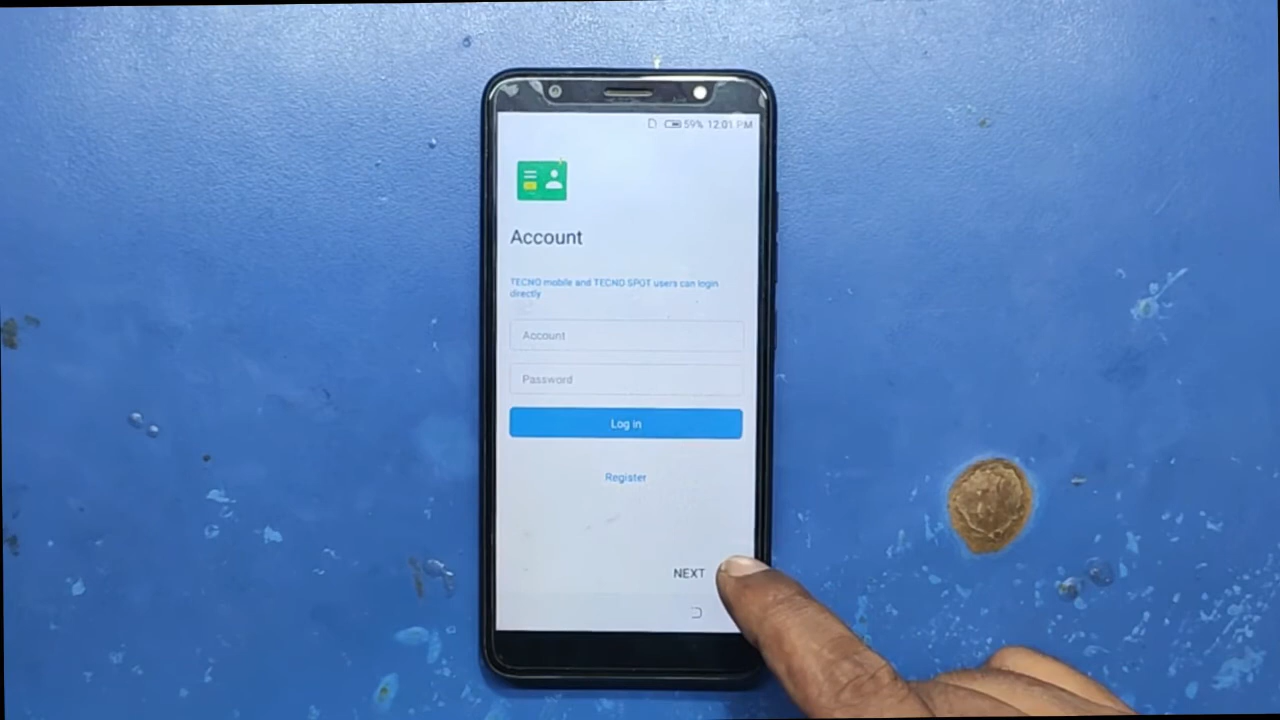 59% 12:01 PM
Account
TECNO mobile and TECNO SPOT users can login
directly
Account
Password
Log in
Register
NEXT